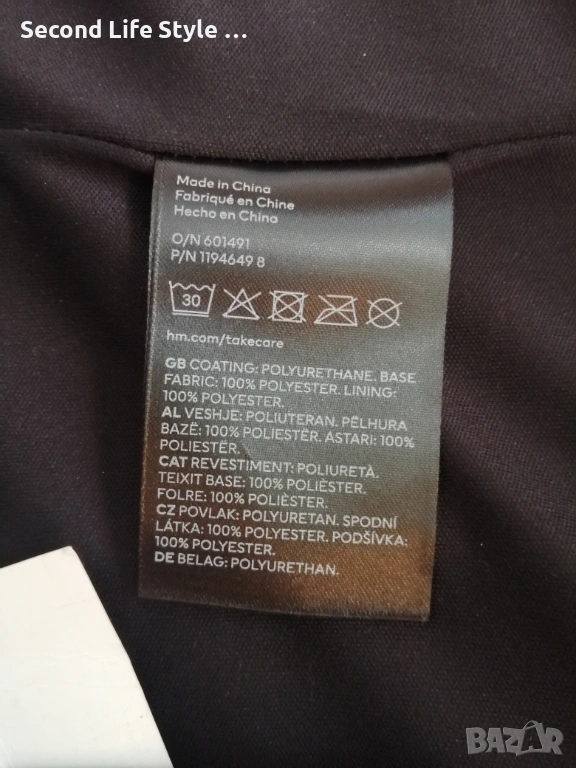 Second Life Style ...
Made in China
Fabriqué en Chine
Hecho en China
O/N 601491
P/N 1194649 8
30
hm.com/takecare
GB COATING: POLYURETHANE. BASE
FABRIC: 100% POLYESTER. LINING:
100% POLYESTER.
AL VESHJE: POLIUTERAN. PËLHURA
BAZË: 100% POLIESTËR. ASTARI: 100%
POLIESTËR.
CAT REVESTIMENT: POLIURETÀ.
TEIXIT BASE: 100% POLIÈSTER.
FOLRE: 100% POLIÈSTER.
CZ POVLAK: POLYURETAN. SPODNÍ
LÁTKA: 100% POLYESTER. PODŠÍVKA:
100% POLYESTER.
DE BELAG: POLYURETHAN.
BAZAR